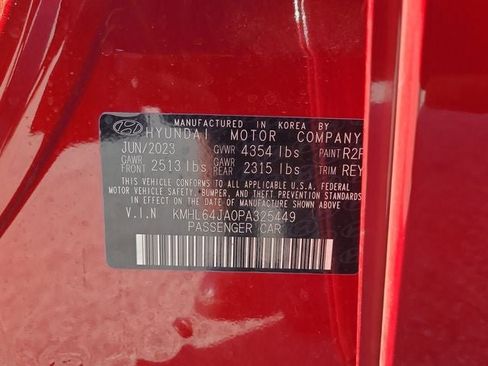 MANUFACTURED IN KOREA BY
HYUNDAI MOTOR COMPANY
JUN/2023 GVWR 4354 lbs PAINT R2P
GAWR FRONT 2513 lbs GAWR REAR 2315 lbs TRIM REY
THIS VEHICLE CONFORMS TO ALL APPLICABLE U.S.A. FEDERAL
MOTOR VEHICLE SAFETY, BUMPER, AND THEFT PREVENTION STANDARDS
IN EFFECT ON THE DATE OF MANUFACTURE SHOWN ABOVE.
V.I.N KMHL64JA0PA325449
PASSENGER CAR